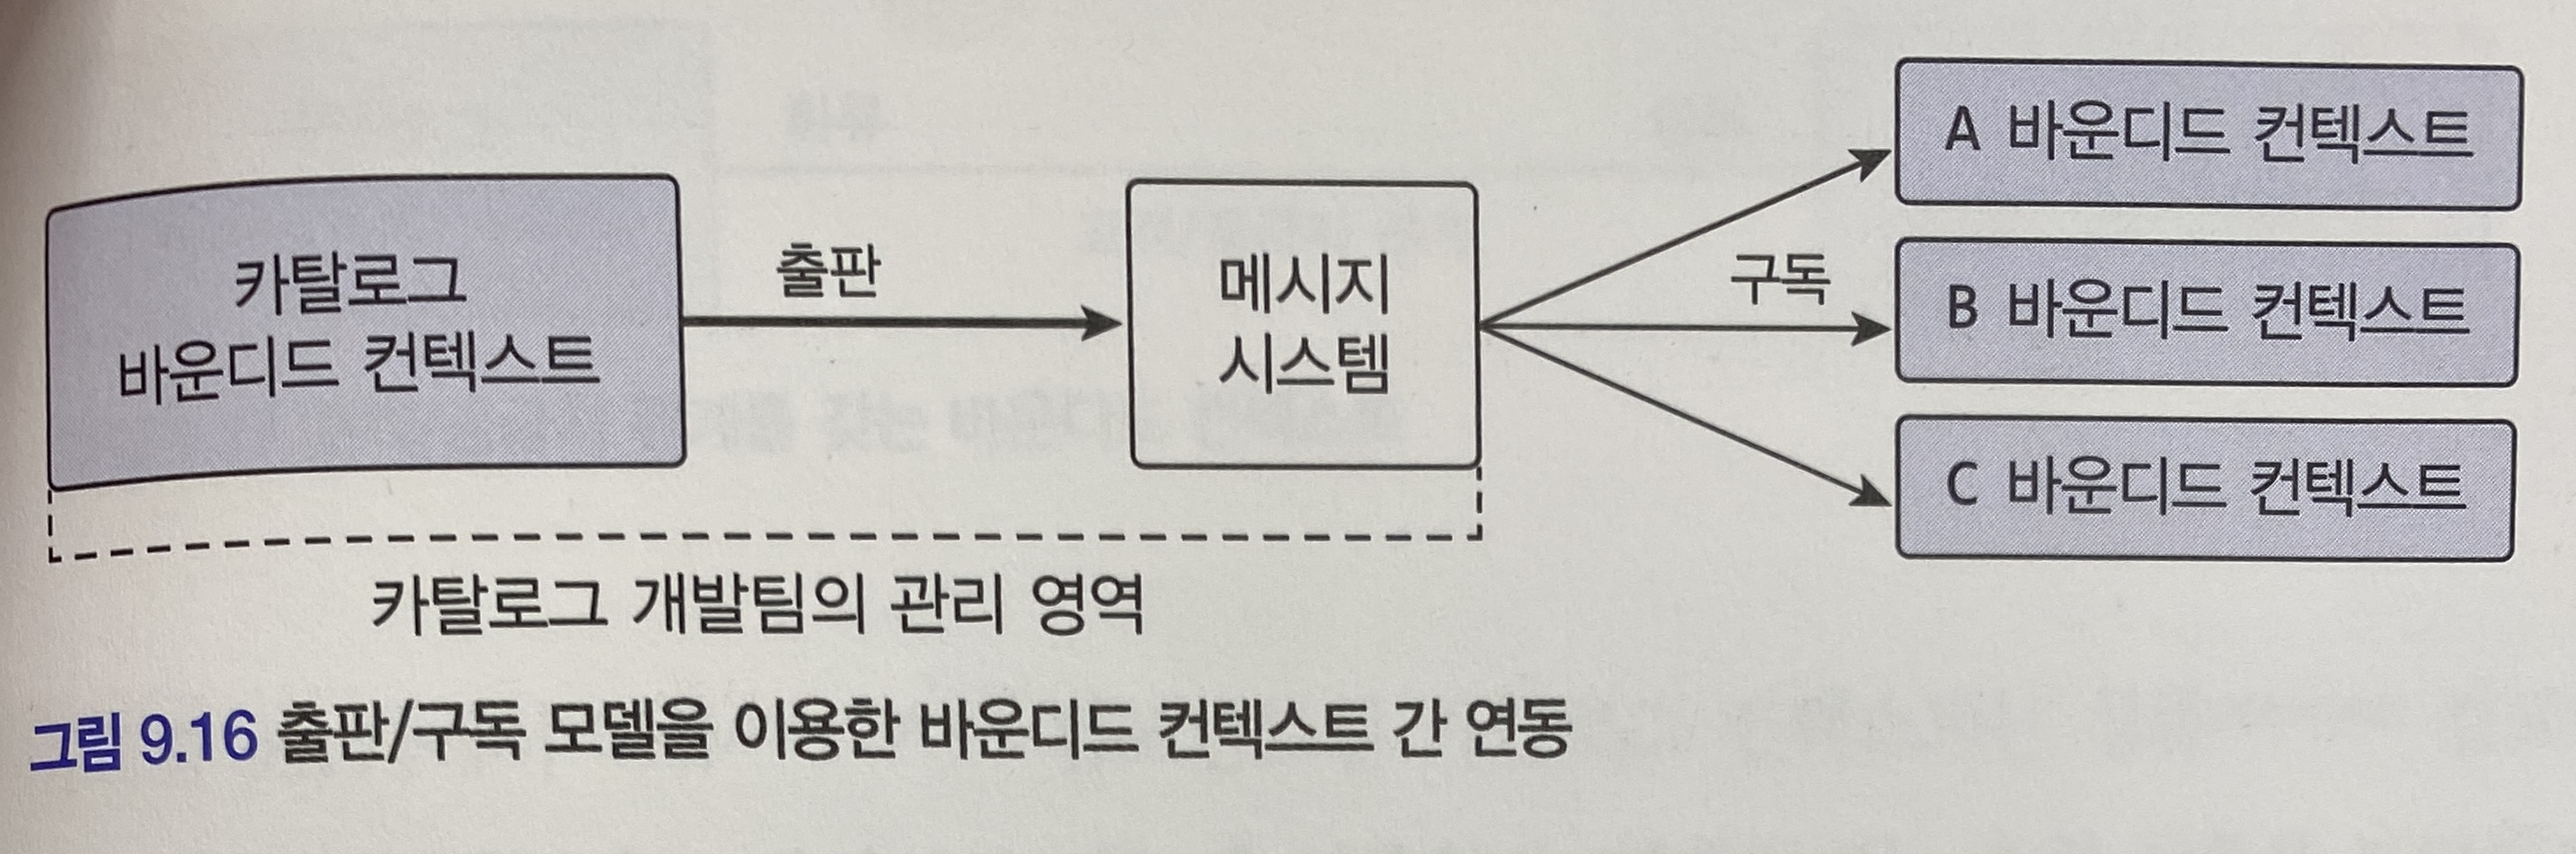 카탈로그
바운디드 컨텍스트
출판
메시지
시스템
구독
A 바운디드 컨텍스트
B 바운디드 컨텍스트
C 바운디드 컨텍스트
카탈로그 개발팀의 관리 영역
그림 9.16 출판/구독 모델을 이용한 바운디드 컨텍스트 간 연동